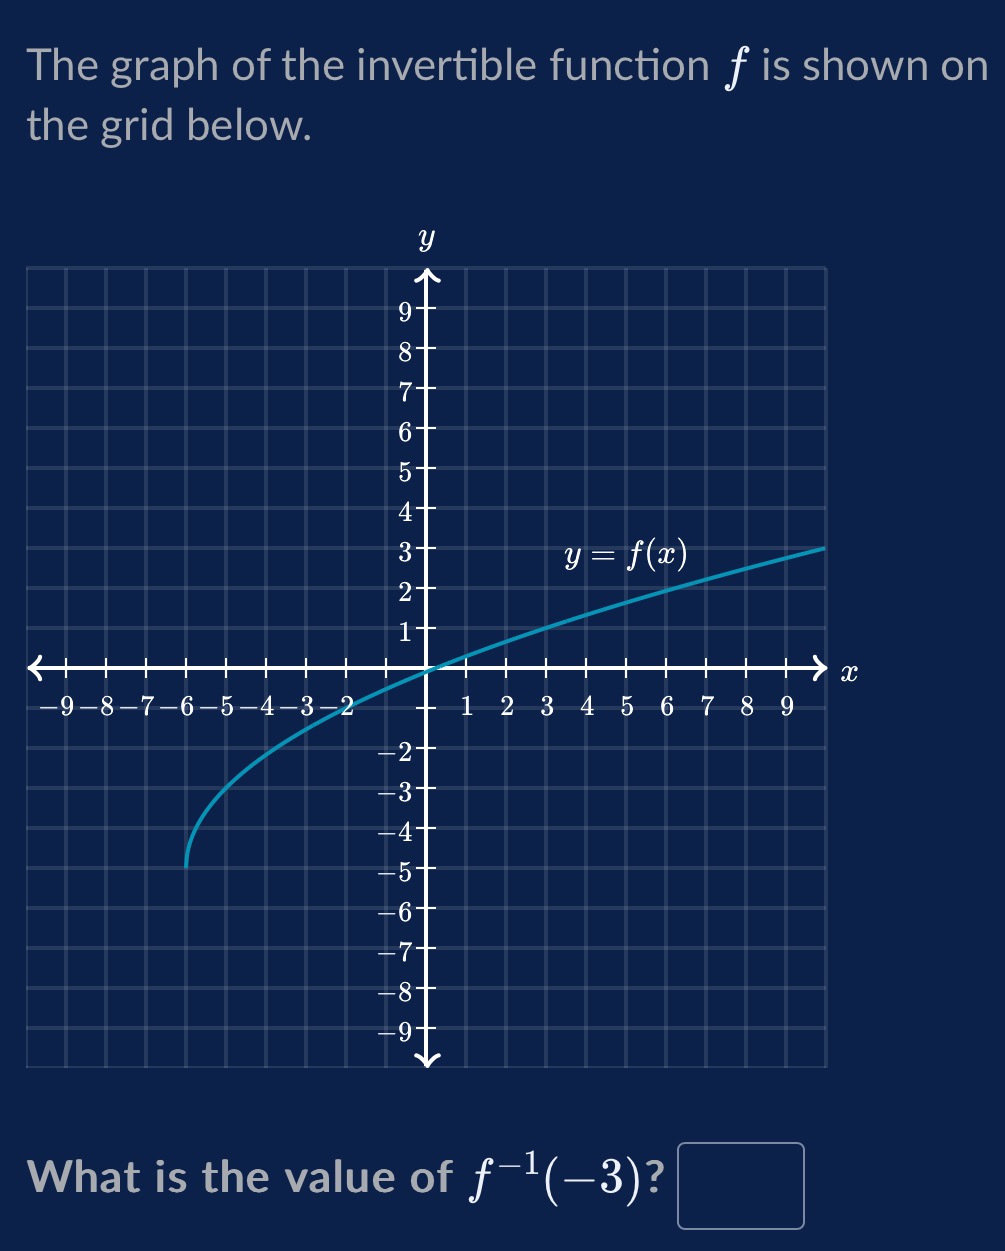 The graph of the invertible function f is shown on
the grid below.
y
9
8
7
6
5
4
3
y = f(x)
2
1
x
−9 −8 −7 −6 −5 −4 −3 −2 1 2 3 4 5 6 7 8 9
−2
−3
−4
−5
−6
−7
−8
−9
What is the value of f⁻¹(−3)?